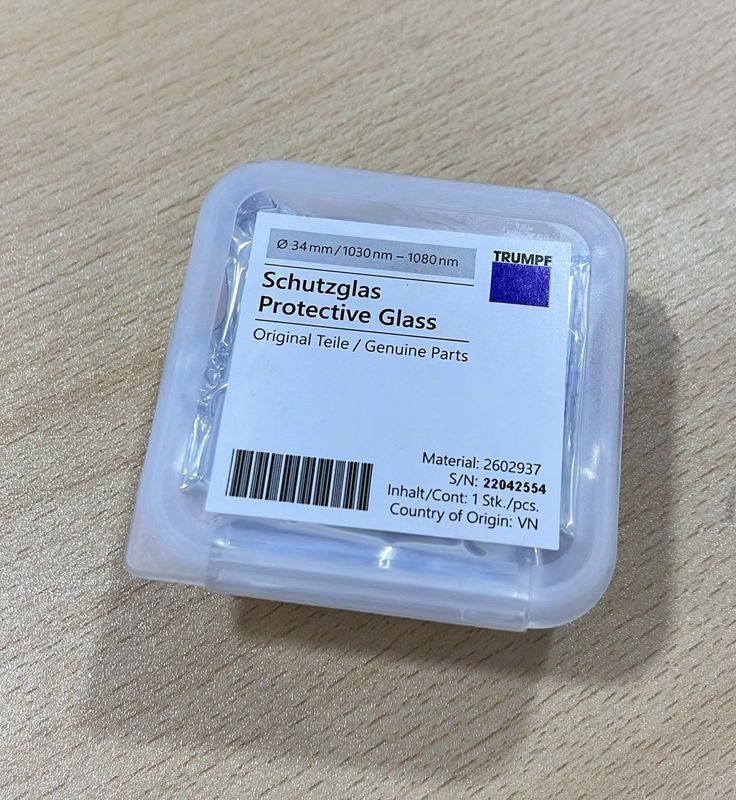 Ø 34 mm / 1030 nm – 1080 nm
TRUMPF
Schutzglas
Protective Glass
Original Teile / Genuine Parts
Material: 2602937
S/N: 22042554
Inhalt/Cont: 1 Stk./pcs.
Country of Origin: VN